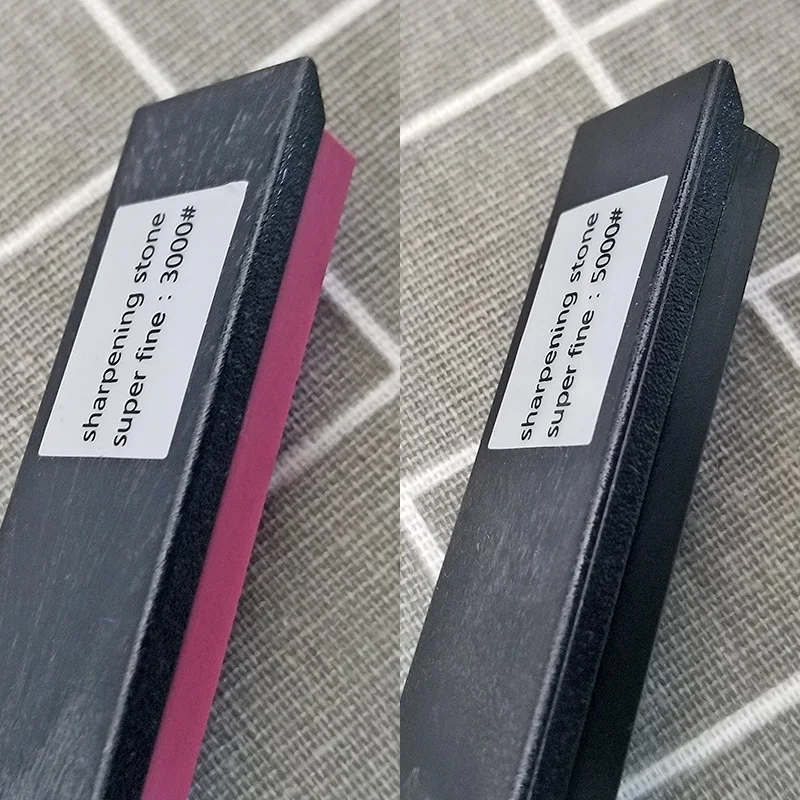 sharpening stone
super fine : 3000#
sharpening stone
super fine : 5000#